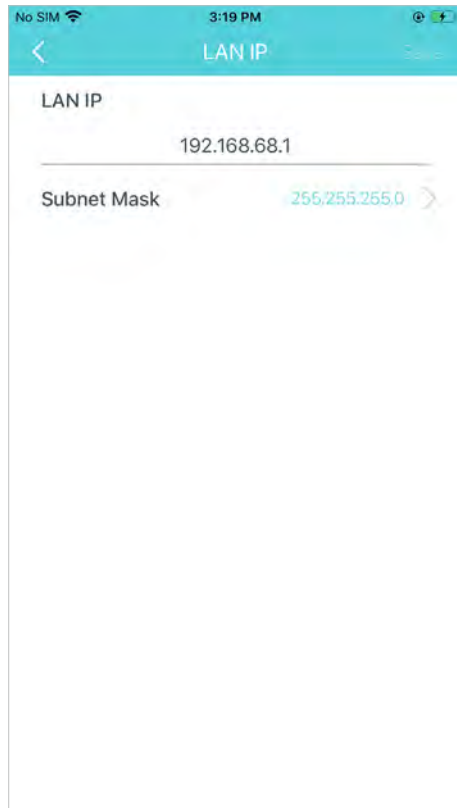 No SIM 3:19 PM
LAN IP Save
LAN IP
192.168.68.1
Subnet Mask 255.255.255.0